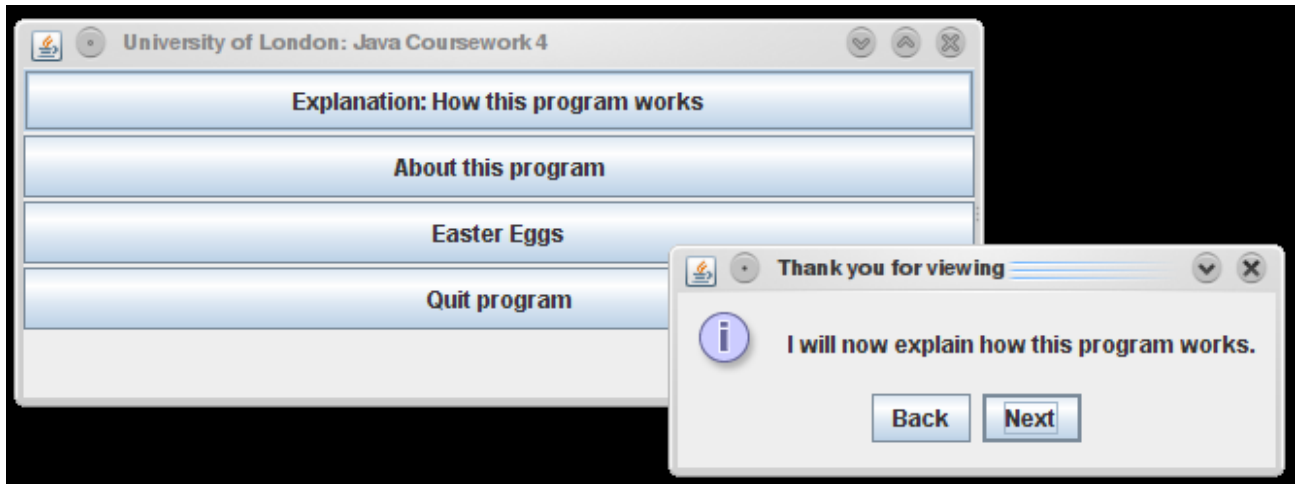 University of London: Java Coursework 4
Explanation: How this program works
About this program
Easter Eggs
Quit program
Thank you for viewing
I will now explain how this program works.
Back Next